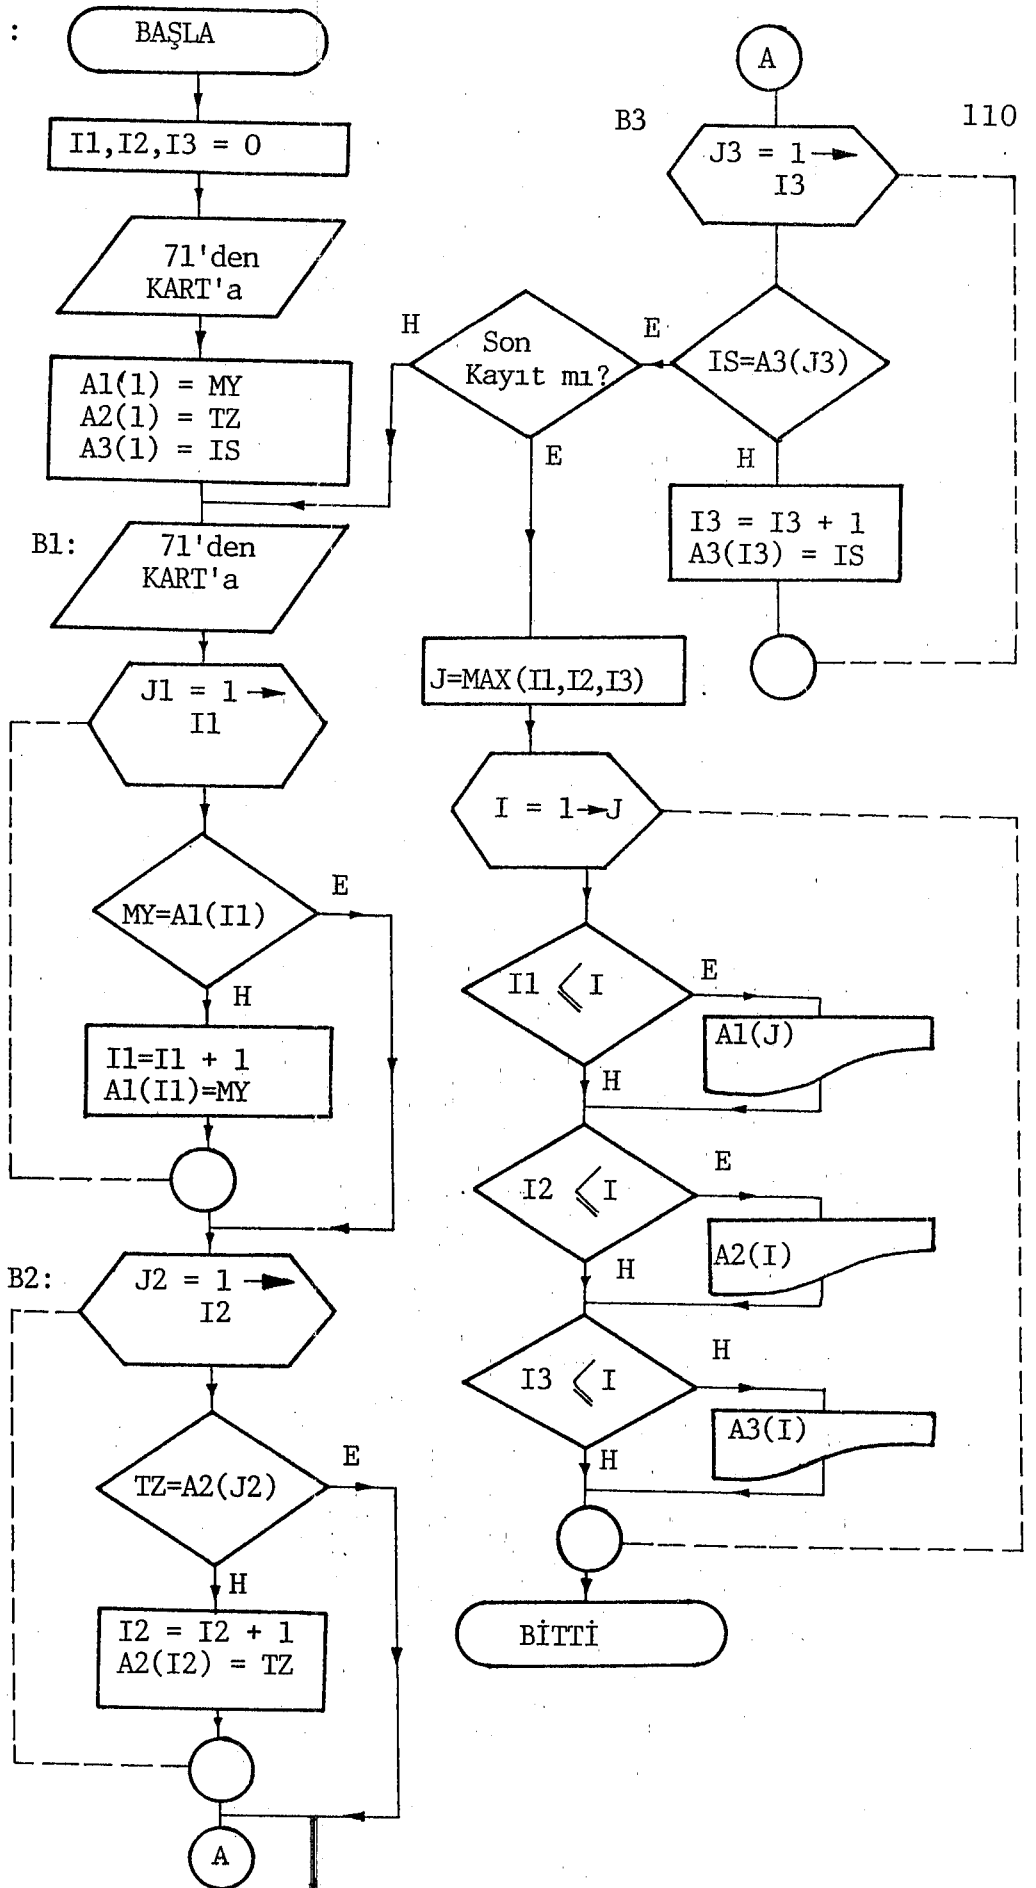 :
BAŞLA
I1,I2,I3 = 0
71'den
KART'a
A1(1) = MY
A2(1) = TZ
A3(1) = IS
B1:
71'den
KART'a
J1 = 1 →
I1
MY=A1(I1)
E
H
I1=I1 + 1
A1(I1)=MY
B2:
J2 = 1 →
I2
TZ=A2(J2)
E
H
I2 = I2 + 1
A2(I2) = TZ
A
A
110
B3
J3 = 1 →
I3
IS=A3(J3)
E
H
I3 = I3 + 1
A3(I3) = IS
Son
Kayıt mı?
H
E
J=MAX(I1,I2,I3)
I = 1→J
I1 ≤ I
E
A1(J)
H
I2 ≤ I
E
A2(I)
H
I3 ≤ I
H
A3(I)
H
BİTTİ